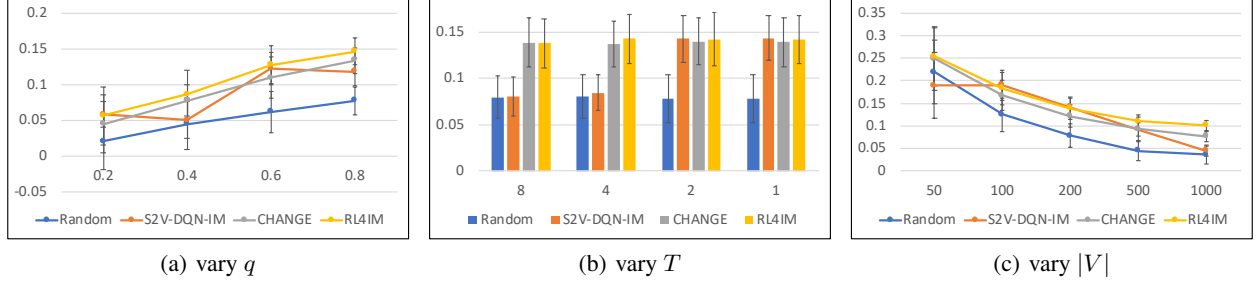 0.2
0.15
0.1
0.05
0
-0.05
0.2 0.4 0.6 0.8
Random S2V-DQN-IM CHANGE RL4IM
(a) vary q
0.15
0.1
0.05
0
8 4 2 1
Random S2V-DQN-IM CHANGE RL4IM
(b) vary T
0.35
0.3
0.25
0.2
0.15
0.1
0.05
0
50 100 200 500 1000
Random S2V-DQN-IM CHANGE RL4IM
(c) vary |V|